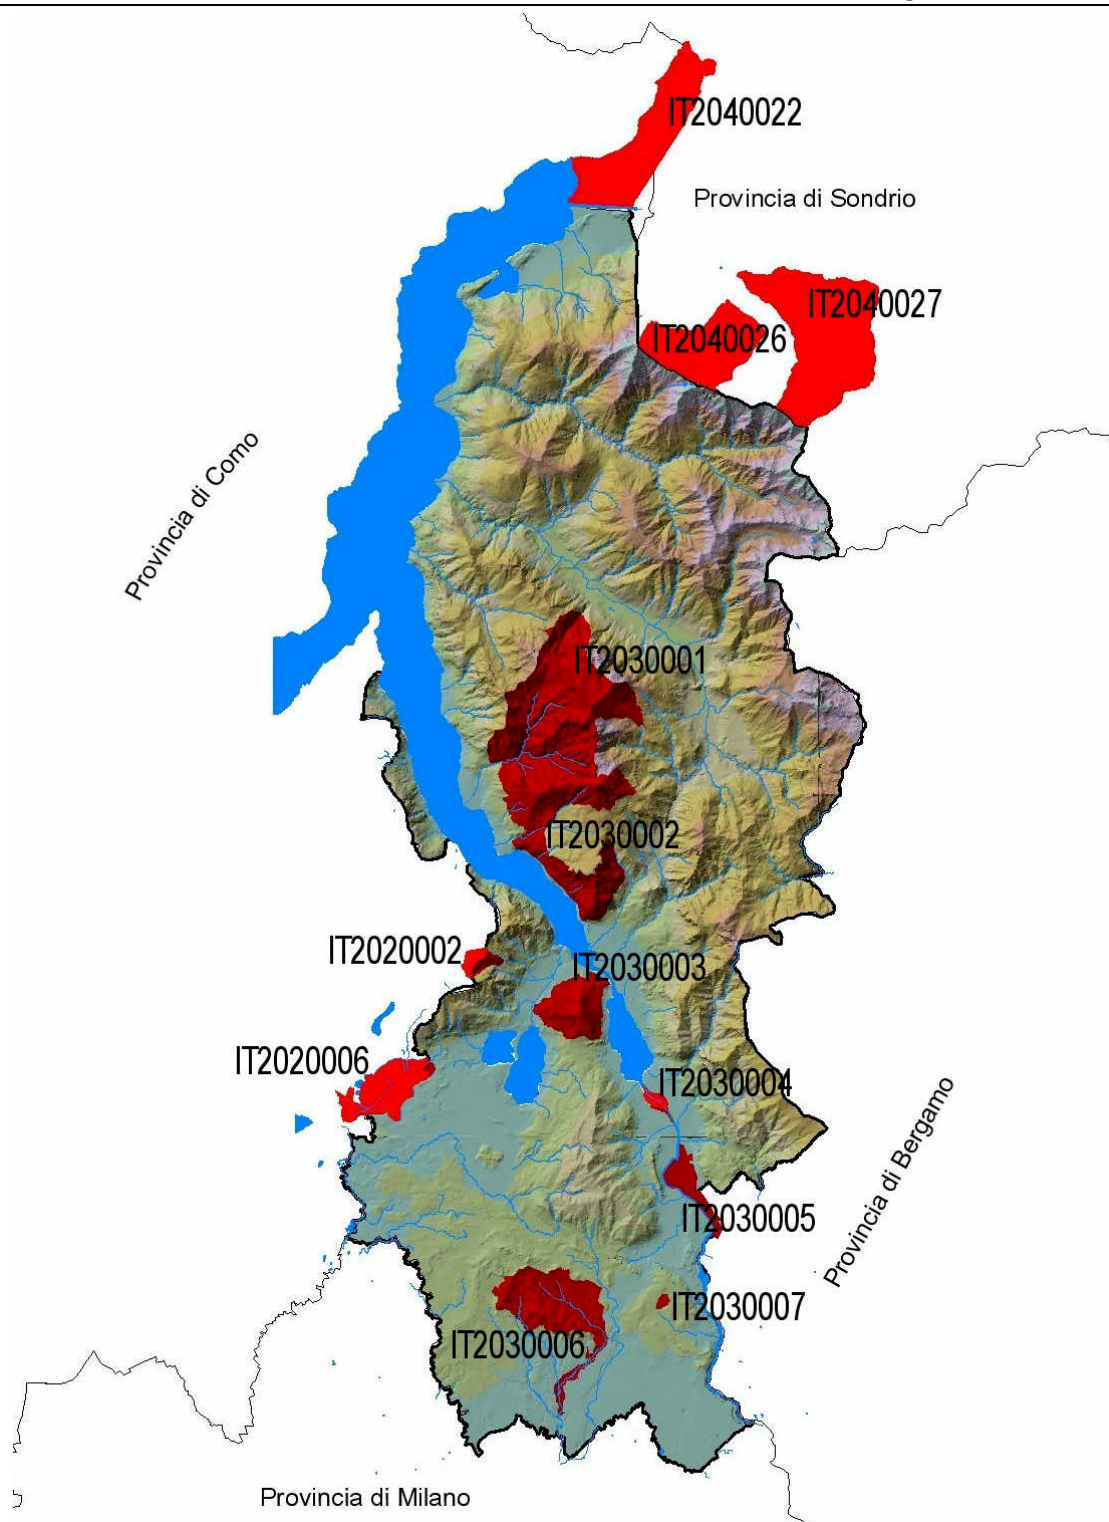 IT2040022
Provincia di Sondrio
IT2040027
IT2040026
Provincia di Como
IT2030001
IT2030002
IT2020002
IT2030003
IT2020006
IT2030004
Provincia di Bergamo
IT2030005
IT2030007
IT2030006
Provincia di Milano